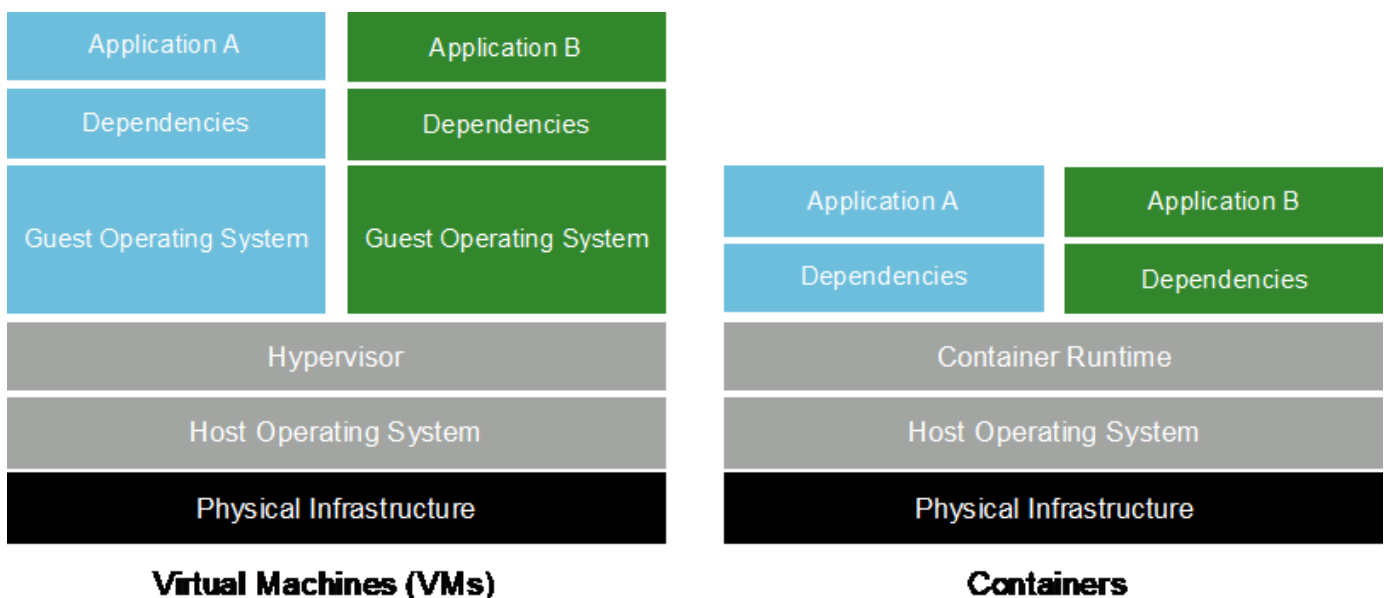 Application A
Application B
Dependencies
Dependencies
Guest Operating System
Guest Operating System
Hypervisor
Host Operating System
Physical Infrastructure
Virtual Machines (VMs)
Application A
Application B
Dependencies
Dependencies
Container Runtime
Host Operating System
Physical Infrastructure
Containers